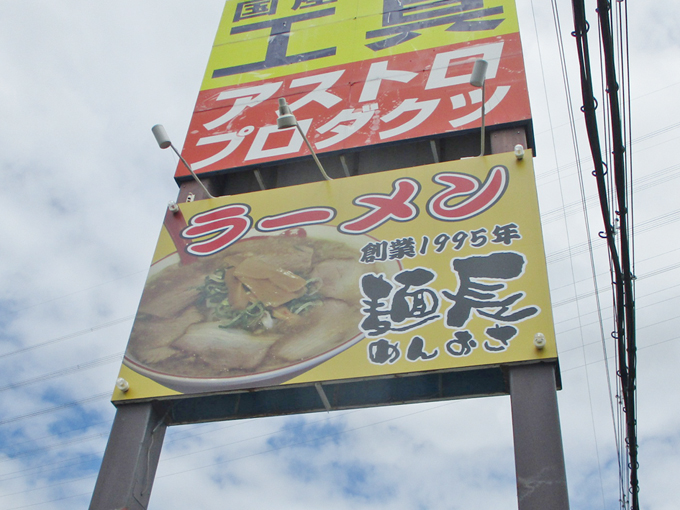 国産
工具
アストロ
プロダクツ
ラーメン
創業1995年
麺長
めんおさ